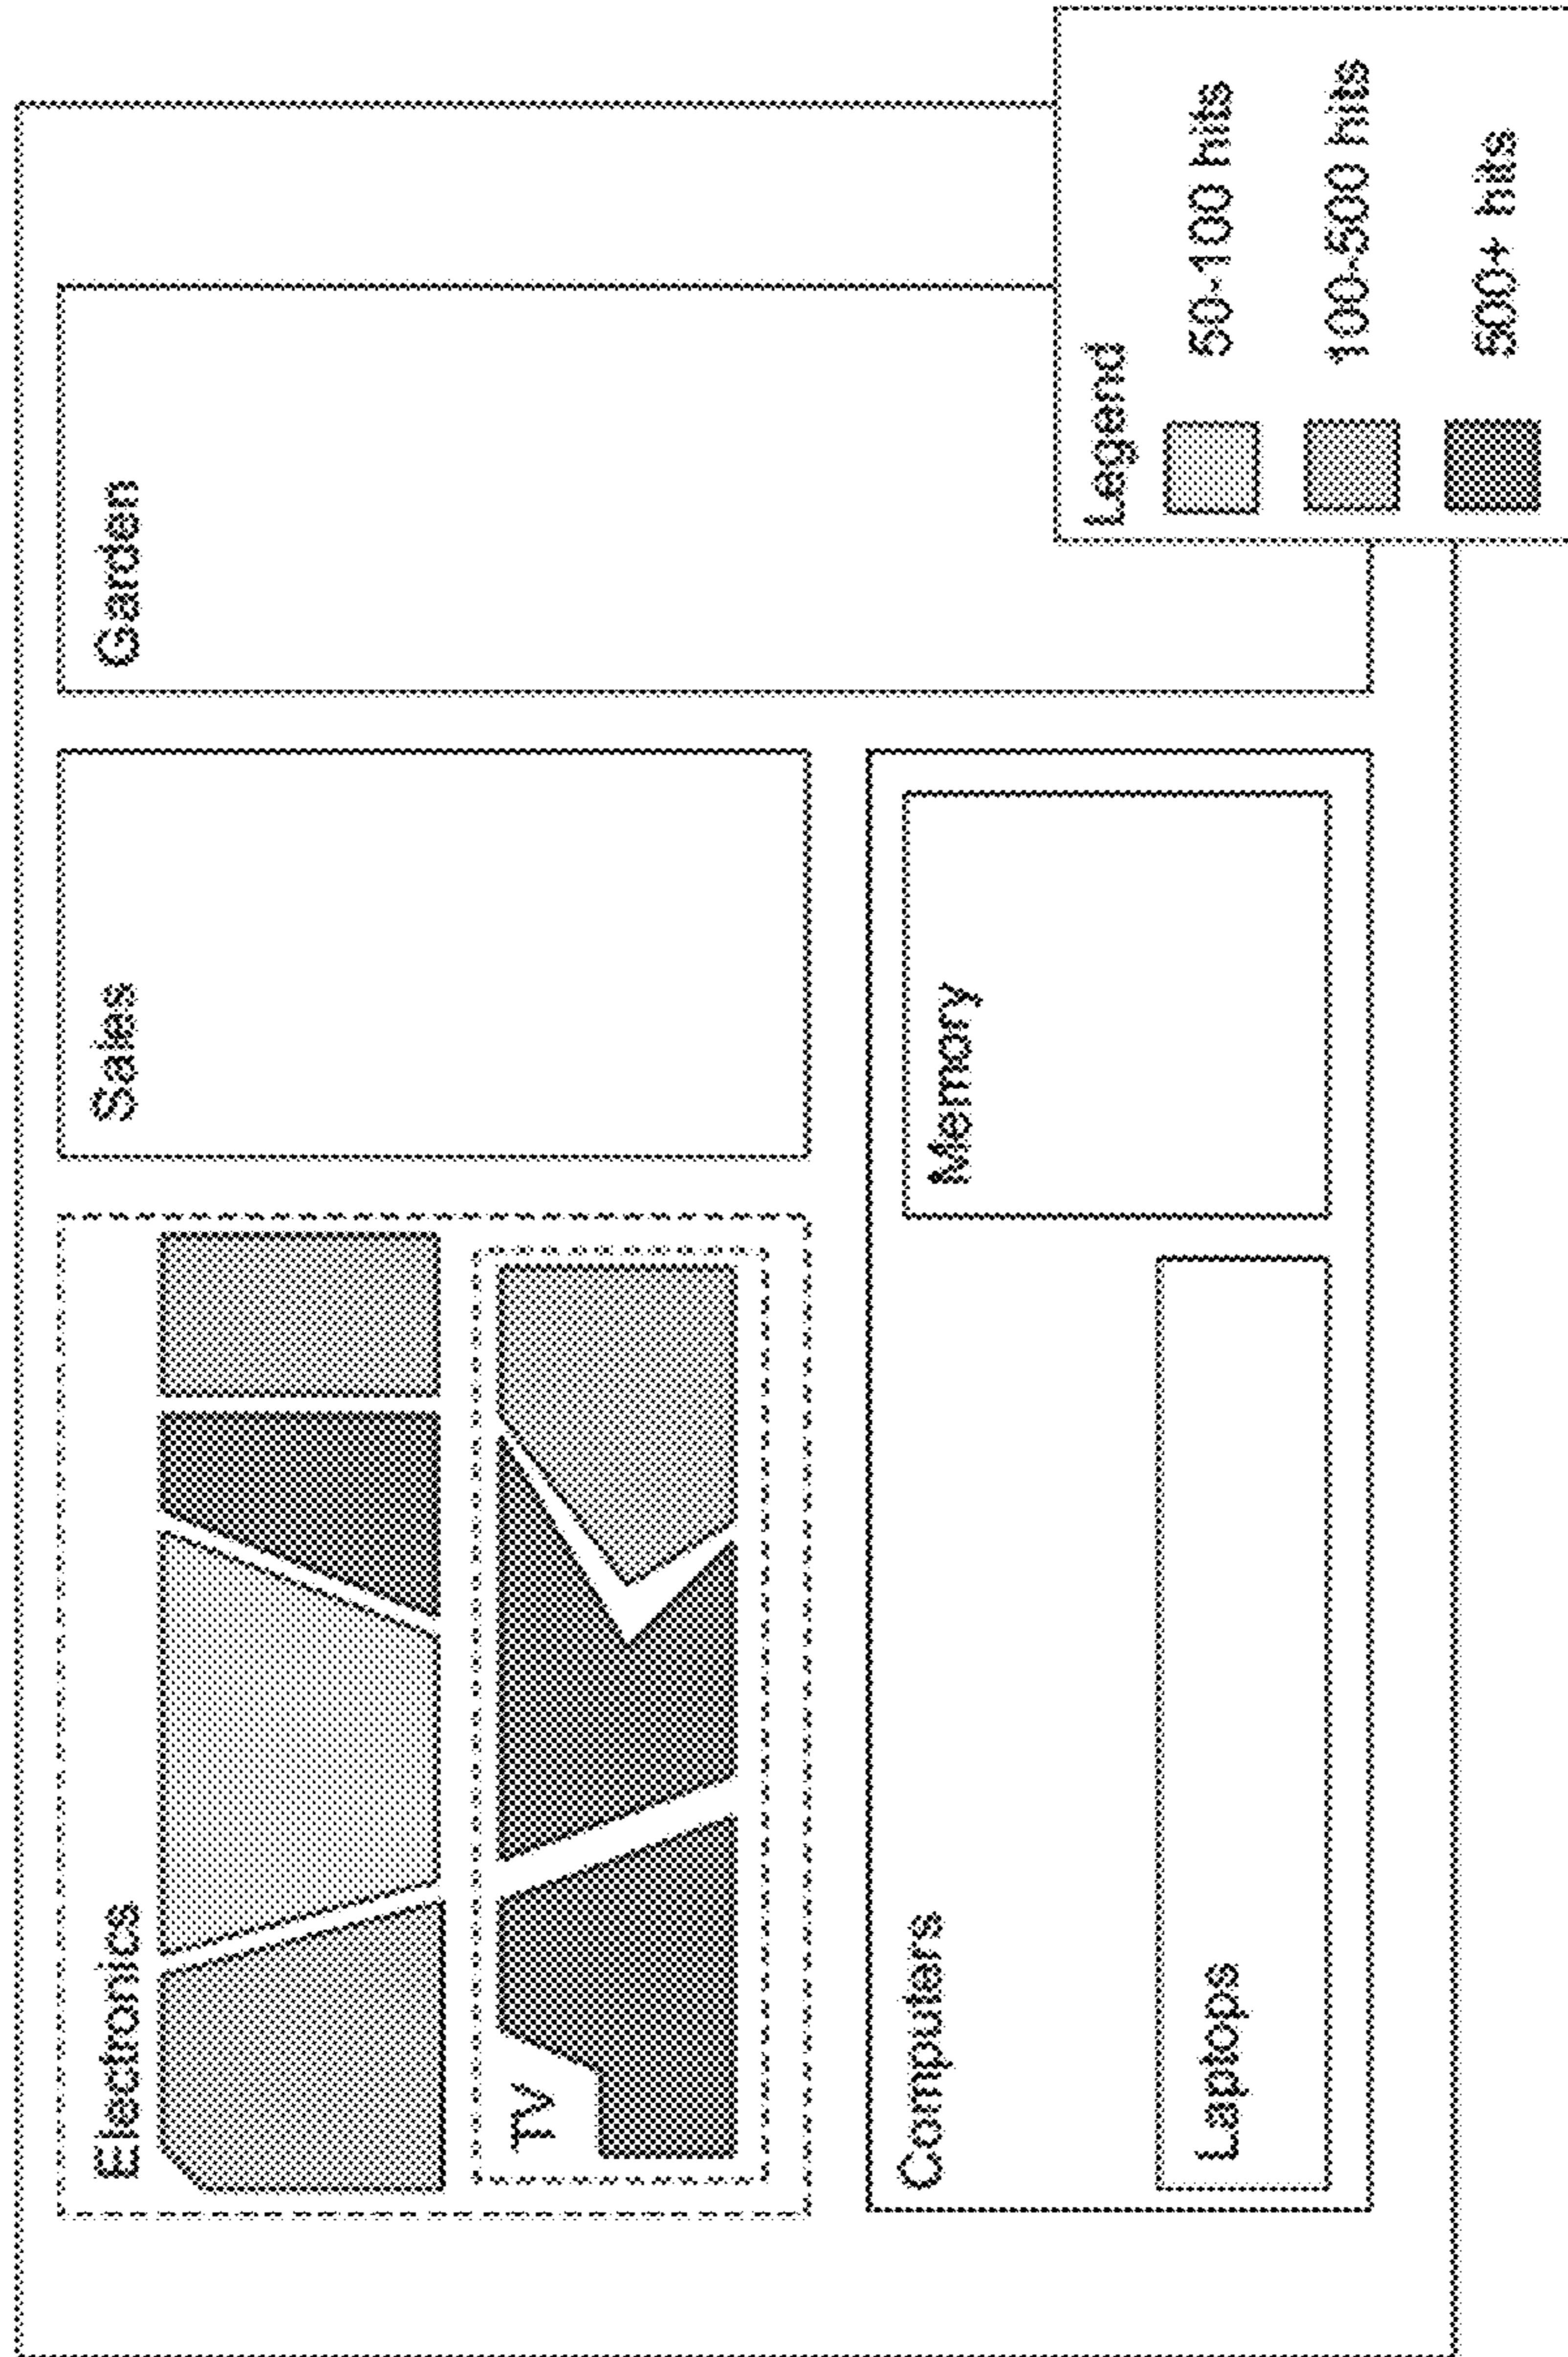 Electronics
TV
Sales
Garden
Computers
Laptops
Memory
Legend
50-100 hits
100-500 hits
500+ hits